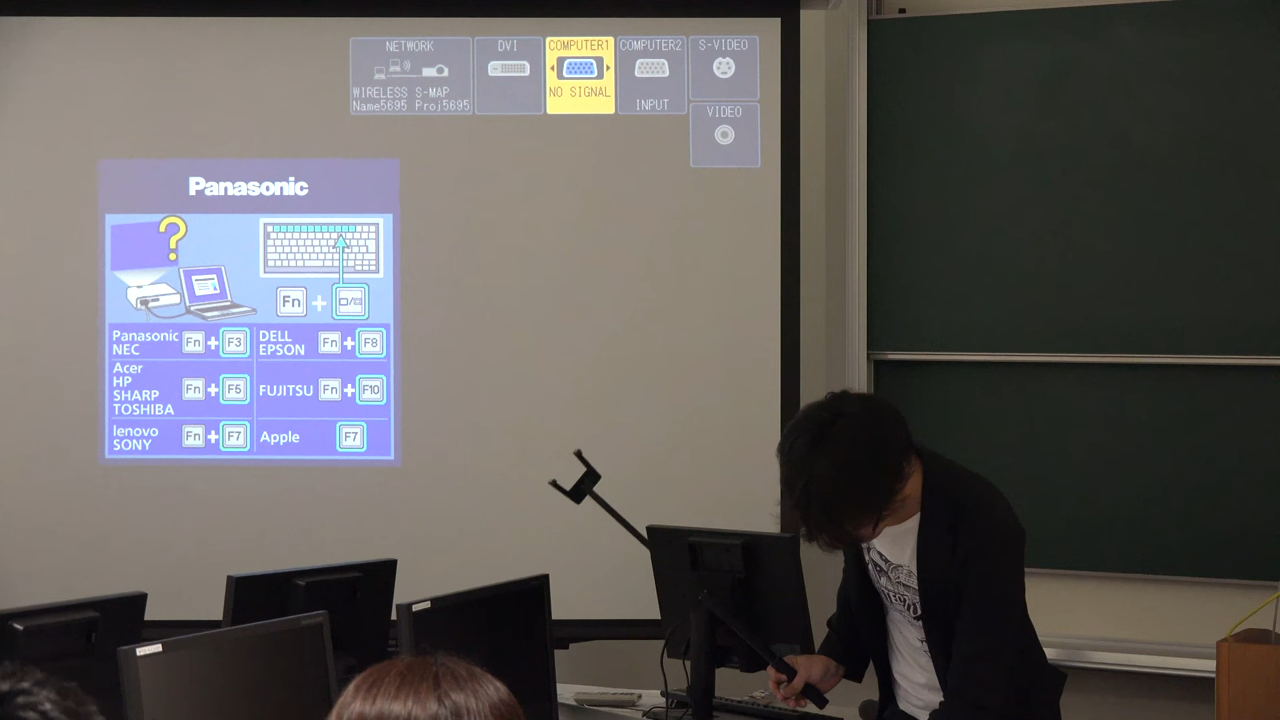 NETWORK
WIRELESS S-MAP
Name5695 Proj5695
DVI
COMPUTER1
NO SIGNAL
COMPUTER2
INPUT
S-VIDEO
VIDEO
Panasonic
?
Fn +
Panasonic
NEC
Fn + F3
DELL
EPSON
Fn + F8
Acer
HP
SHARP
TOSHIBA
Fn + F5
FUJITSU
Fn + F10
lenovo
SONY
Fn + F7
Apple
F7